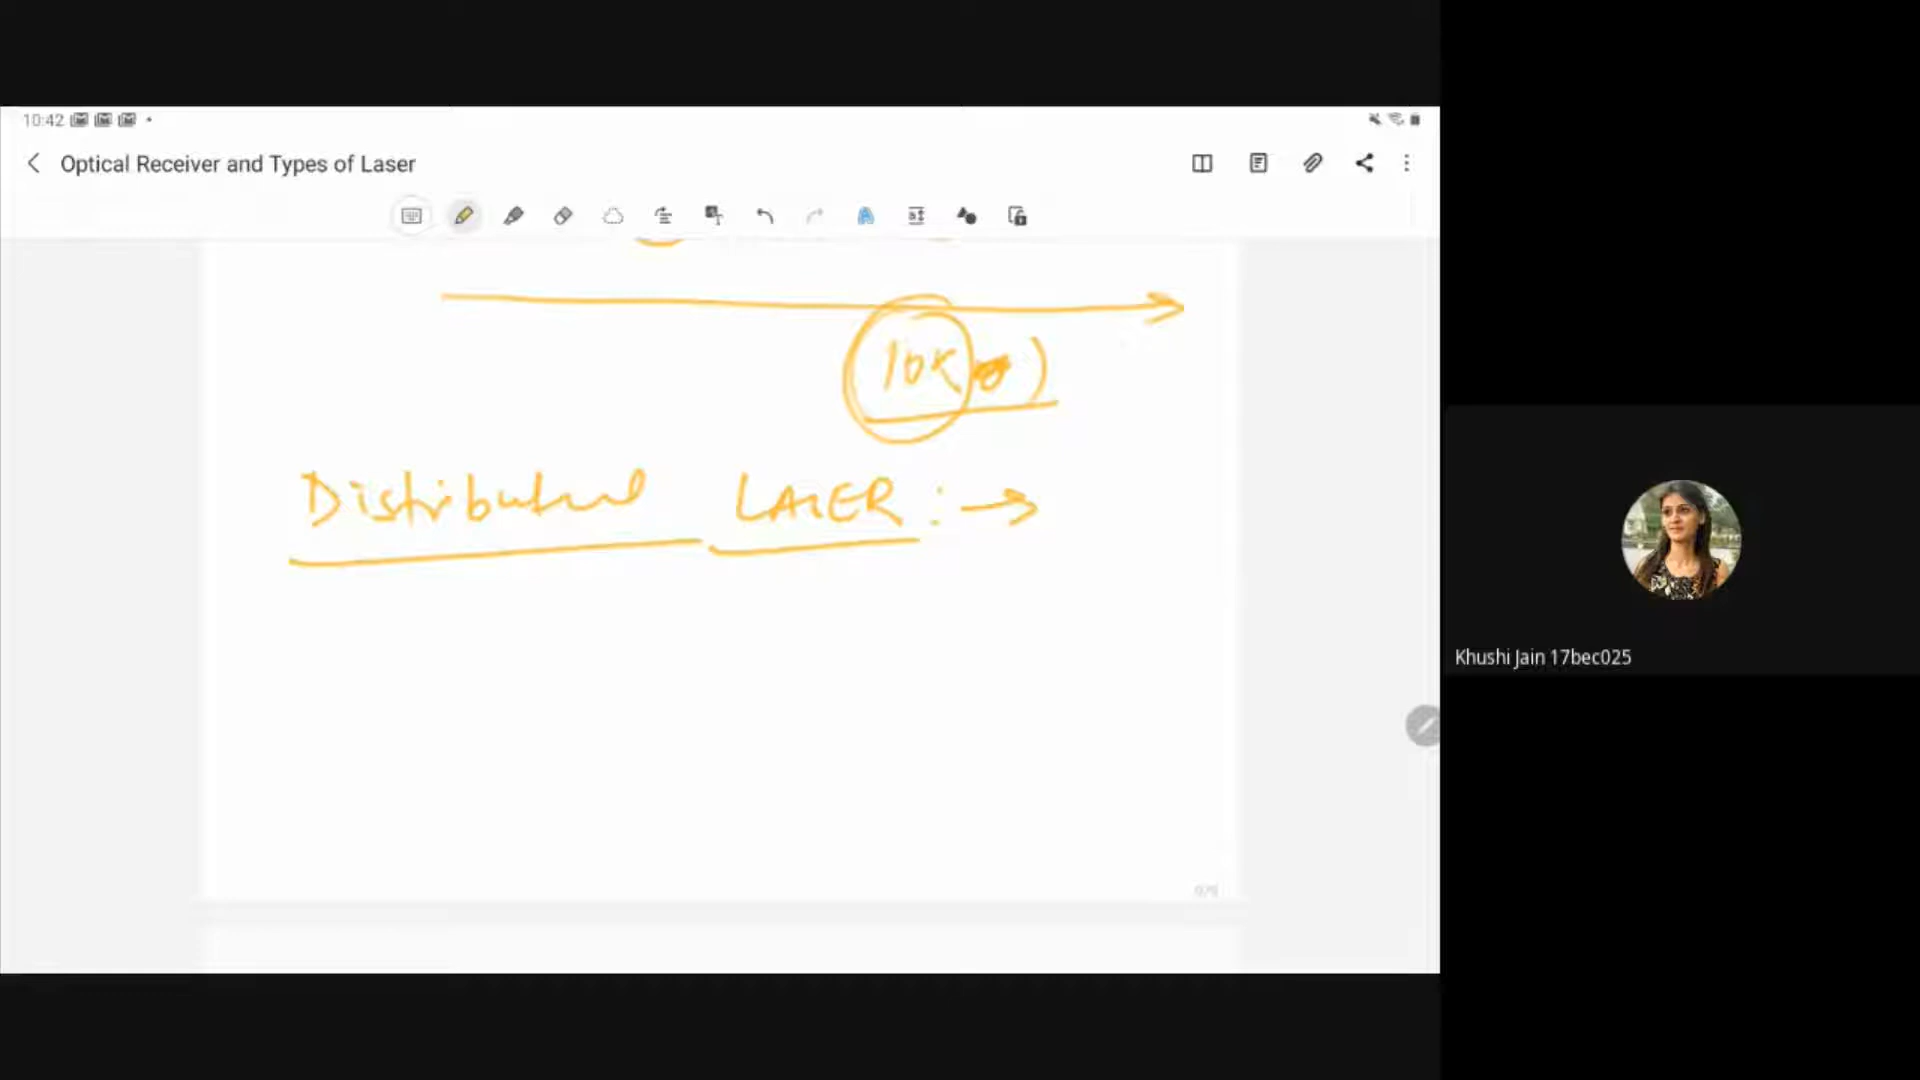 10:42
Optical Receiver and Types of Laser
10K )
Distributed LASER : →
Khushi Jain 17bec025